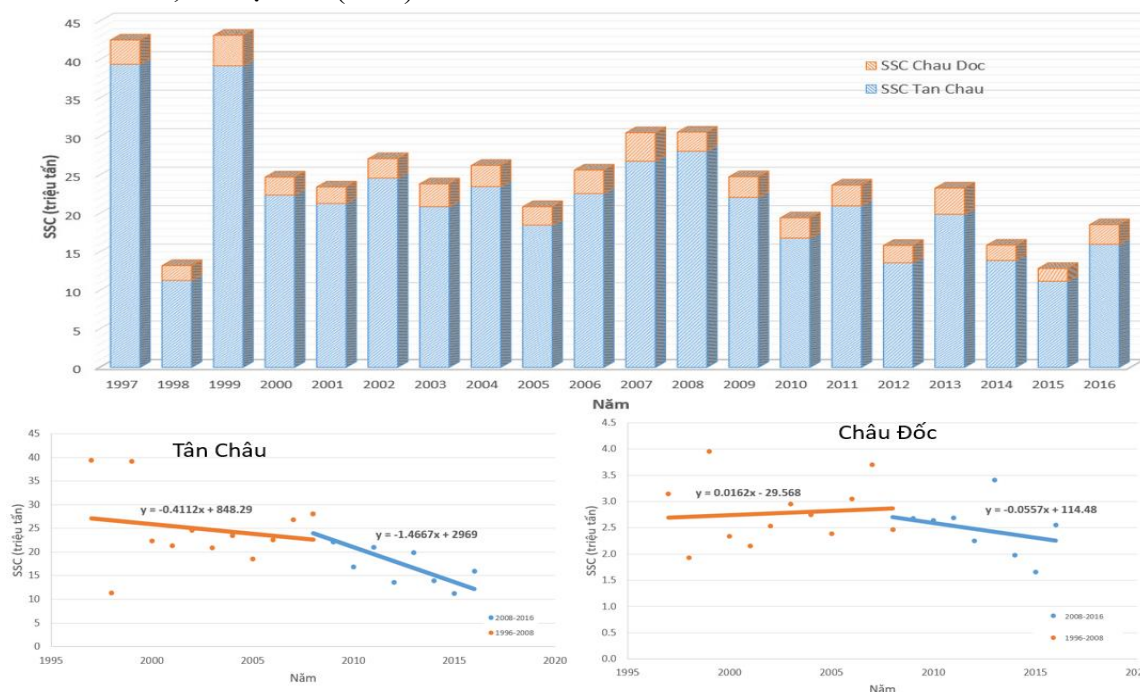 45
40
35
30
25
20
15
10
5
0
SSC (triệu tấn)
SSC Chau Doc
SSC Tan Chau
1997 1998 1999 2000 2001 2002 2003 2004 2005 2006 2007 2008 2009 2010 2011 2012 2013 2014 2015 2016
Năm
Tân Châu
45
40
35
30
25
20
15
10
5
0
SSC (triệu tấn)
y = -0.4112x + 848.29
y = -1.4667x + 2969
2008-2016
1996-2008
1995 2000 2005 2010 2015 2020
Năm
Châu Đốc
4.5
4.0
3.5
3.0
2.5
2.0
1.5
1.0
0.5
0.0
SSC (triệu tấn)
y = 0.0162x - 29.568
y = -0.0557x + 114.48
2008-2016
1996-2008
1995 2000 2005 2010 2015 2020
Năm